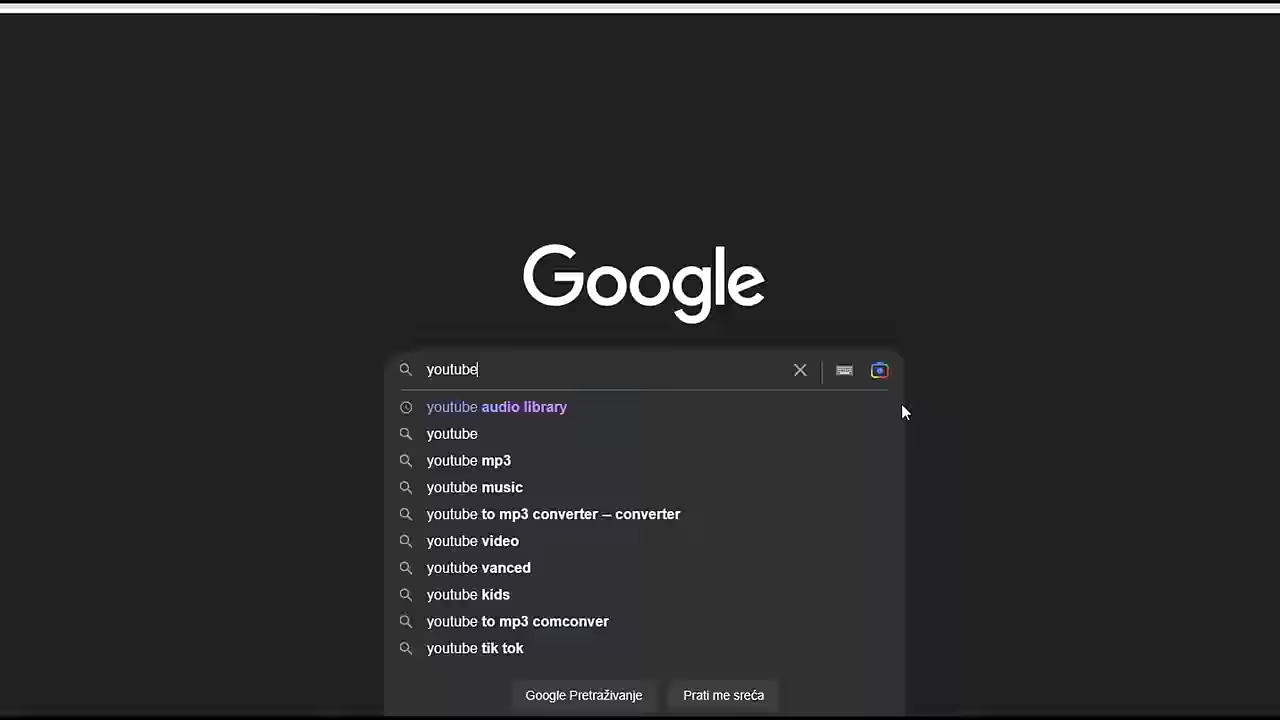 Google
youtube
youtube audio library
youtube
youtube mp3
youtube music
youtube to mp3 converter – converter
youtube video
youtube vanced
youtube kids
youtube to mp3 comconver
youtube tik tok
Google Pretraživanje
Prati me sreća